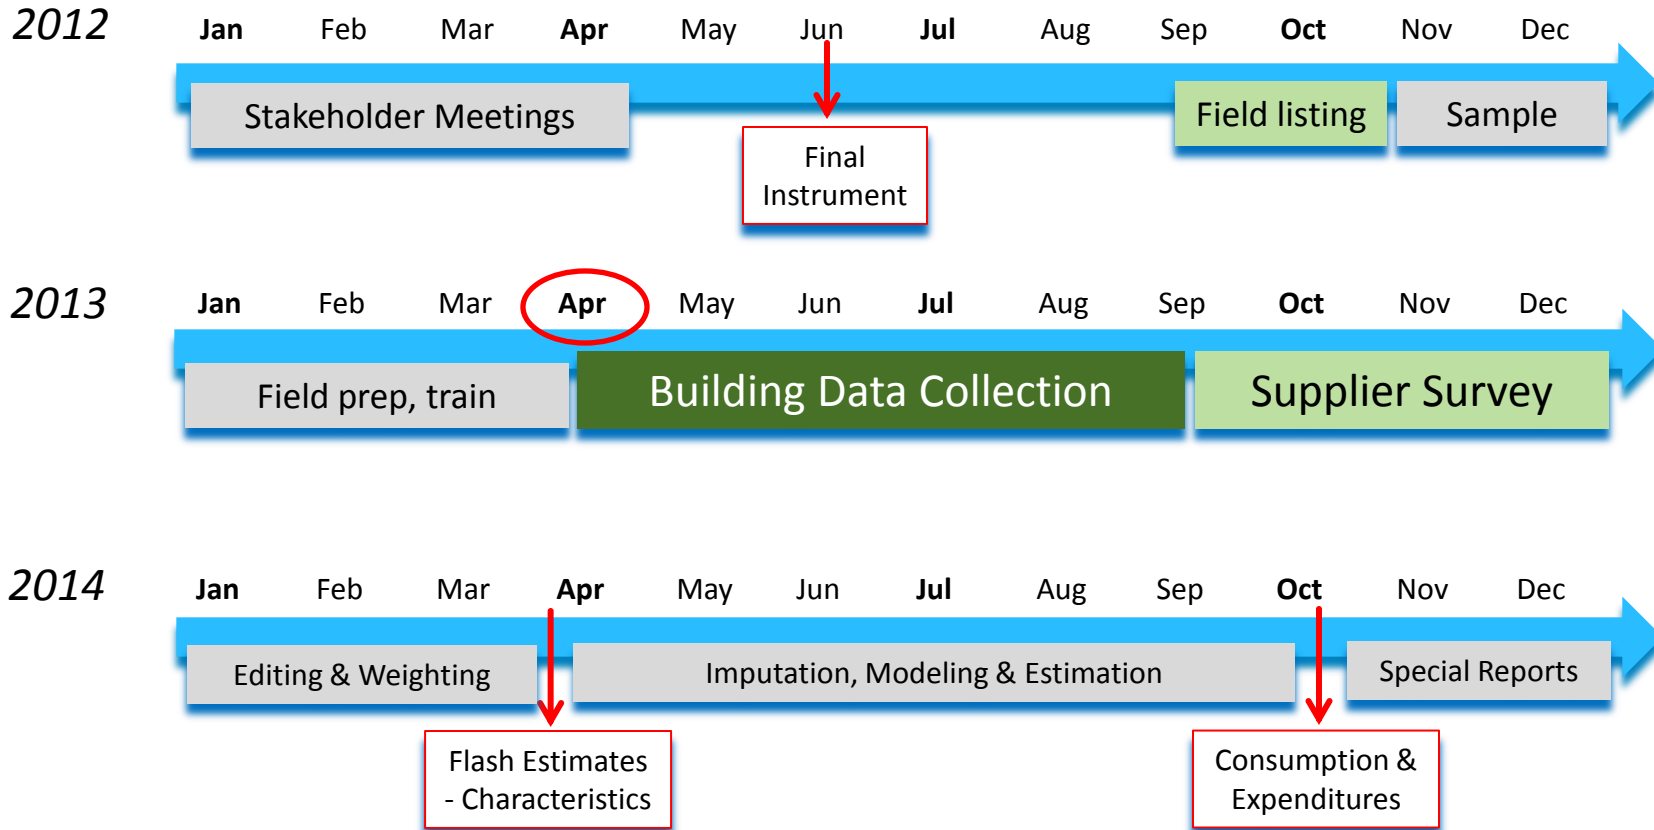 2012 Jan Feb Mar Apr May Jun Jul Aug Sep Oct Nov Dec
Stakeholder Meetings Field listing Sample
Final
Instrument
2013 Jan Feb Mar Apr May Jun Jul Aug Sep Oct Nov Dec
Field prep, train Building Data Collection Supplier Survey
2014 Jan Feb Mar Apr May Jun Jul Aug Sep Oct Nov Dec
Editing & Weighting Imputation, Modeling & Estimation Special Reports
Flash Estimates
- Characteristics
Consumption &
Expenditures